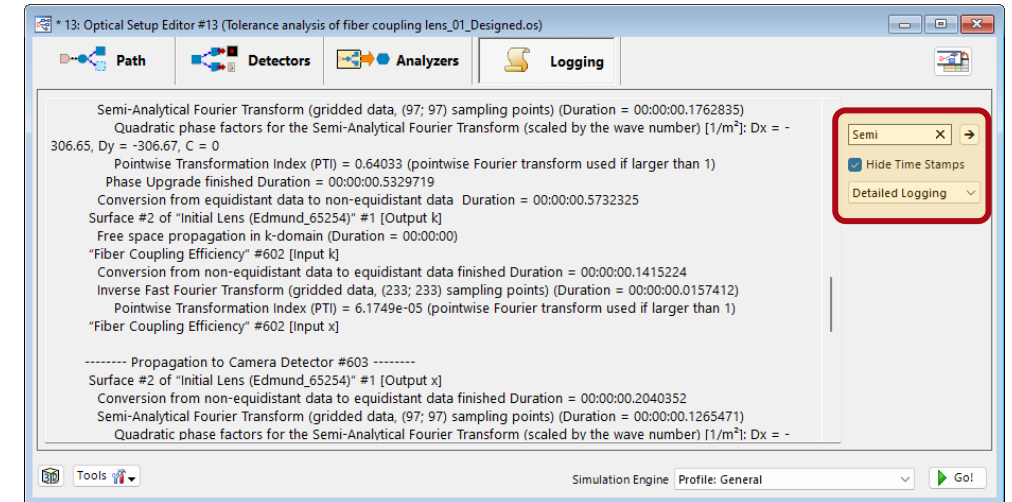 * 13: Optical Setup Editor #13 (Tolerance analysis of fiber coupling lens_01_Designed.os)
Path Detectors Analyzers Logging
Semi-Analytical Fourier Transform (gridded data, (97; 97) sampling points) (Duration = 00:00:00.1762835)
Quadratic phase factors for the Semi-Analytical Fourier Transform (scaled by the wave number) [1/m²]: Dx = -
306.65, Dy = -306.67, C = 0
Pointwise Transformation Index (PTI) = 0.64033 (pointwise Fourier transform used if larger than 1)
Phase Upgrade finished Duration = 00:00:00.5329719
Conversion from equidistant data to non-equidistant data Duration = 00:00:00.5732325
Surface #2 of "Initial Lens (Edmund_65254)" #1 [Output k]
Free space propagation in k-domain (Duration = 00:00:00)
"Fiber Coupling Efficiency" #602 [Input k]
Conversion from non-equidistant data to equidistant data finished Duration = 00:00:00.1415224
Inverse Fast Fourier Transform (gridded data, (233; 233) sampling points) (Duration = 00:00:00.0157412)
Pointwise Transformation Index (PTI) = 6.1749e-05 (pointwise Fourier transform used if larger than 1)
"Fiber Coupling Efficiency" #602 [Input x]
-------- Propagation to Camera Detector #603 --------
Surface #2 of "Initial Lens (Edmund_65254)" #1 [Output x]
Conversion from non-equidistant data to equidistant data finished Duration = 00:00:00.2040352
Semi-Analytical Fourier Transform (gridded data, (97; 97) sampling points) (Duration = 00:00:00.1265471)
Quadratic phase factors for the Semi-Analytical Fourier Transform (scaled by the wave number) [1/m²]: Dx = -
Semi
Hide Time Stamps
Detailed Logging
3D Tools Simulation Engine Profile: General Go!